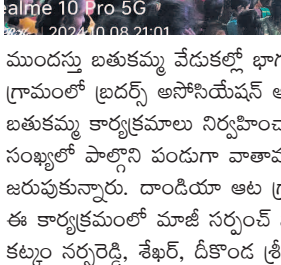 ealme 10 Pro 5G
2024.10.08 21:01
ముందస్తు బతుకమ్మ వేడుకల్లో భాగ
గ్రామంలో బ్రదర్స్ అసోసియేషన్ ఆ
బతుకమ్మ కార్యక్రమాలు నిర్వహించ
సంఖ్యలో పాల్గొని పండుగా వాతావ
జరుపుకున్నారు. దాండియా ఆట గ్ర
ఈ కార్యక్రమంలో మాజీ సర్పంచ్
కట్కం నర్సరెడ్డి, శేఖర్, దీకొండ శ్రీ